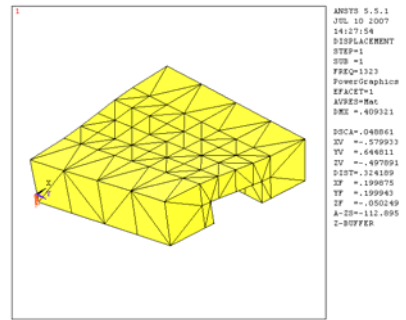 1
ANSYS 5.5.1
JUL 10 2007
14:27:54
DISPLACEMENT
STEP=1
SUB =1
FREQ=1323
PowerGraphics
EFACET=1
AVRES=Mat
DMX =.409321
DSCA=.048861
XV =-.579933
YV =.644811
ZV =-.497891
DIST=.324189
XF =.199875
YF =.199943
ZF =-.050249
A-ZS=-112.895
Z-BUFFER